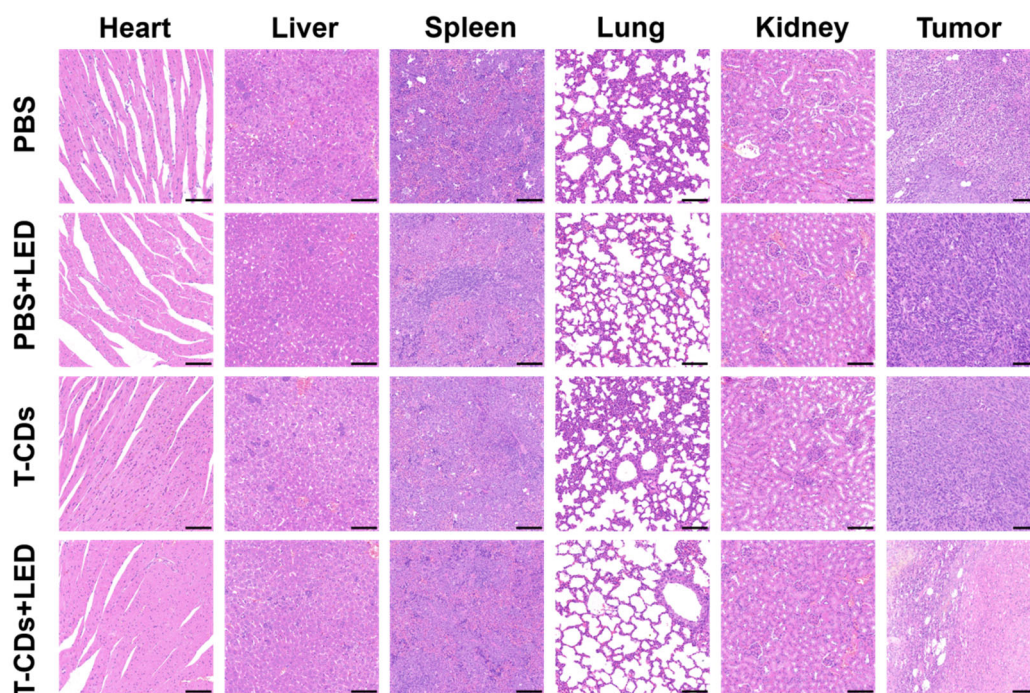 Heart Liver Spleen Lung Kidney Tumor
PBS
PBS+LED
T-CDs
T-CDs+LED